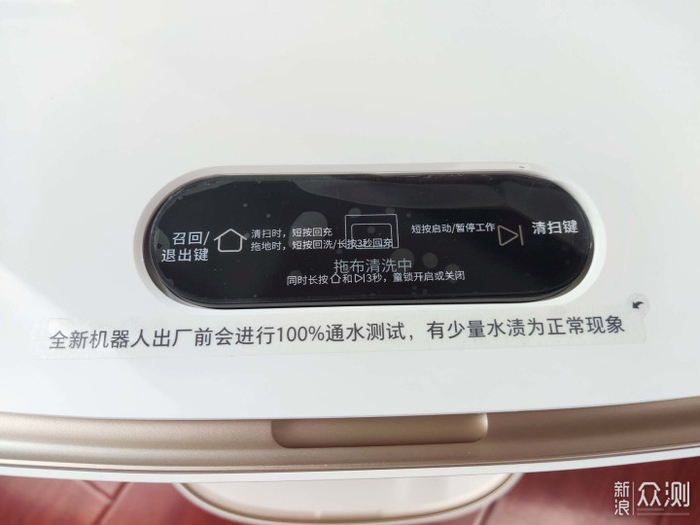 召回/
退出键
清扫时，短按回充
拖地时，短按回洗/长按3秒回充
短按启动/暂停工作
清扫键
拖布清洗中
同时长按⌂和▷|3秒，童锁开启或关闭
全新机器人出厂前会进行100%通水测试，有少量水渍为正常现象
新浪众测